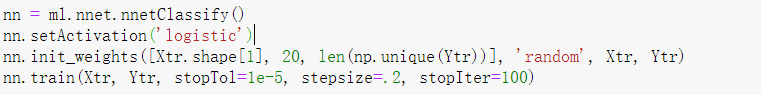 nn = ml.nnet.nnetClassify()
nn.setActivation('logistic')
nn.init_weights([Xtr.shape[1], 20, len(np.unique(Ytr))], 'random', Xtr, Ytr)
nn.train(Xtr, Ytr, stopTol=1e-5, stepsize=.2, stopIter=100)